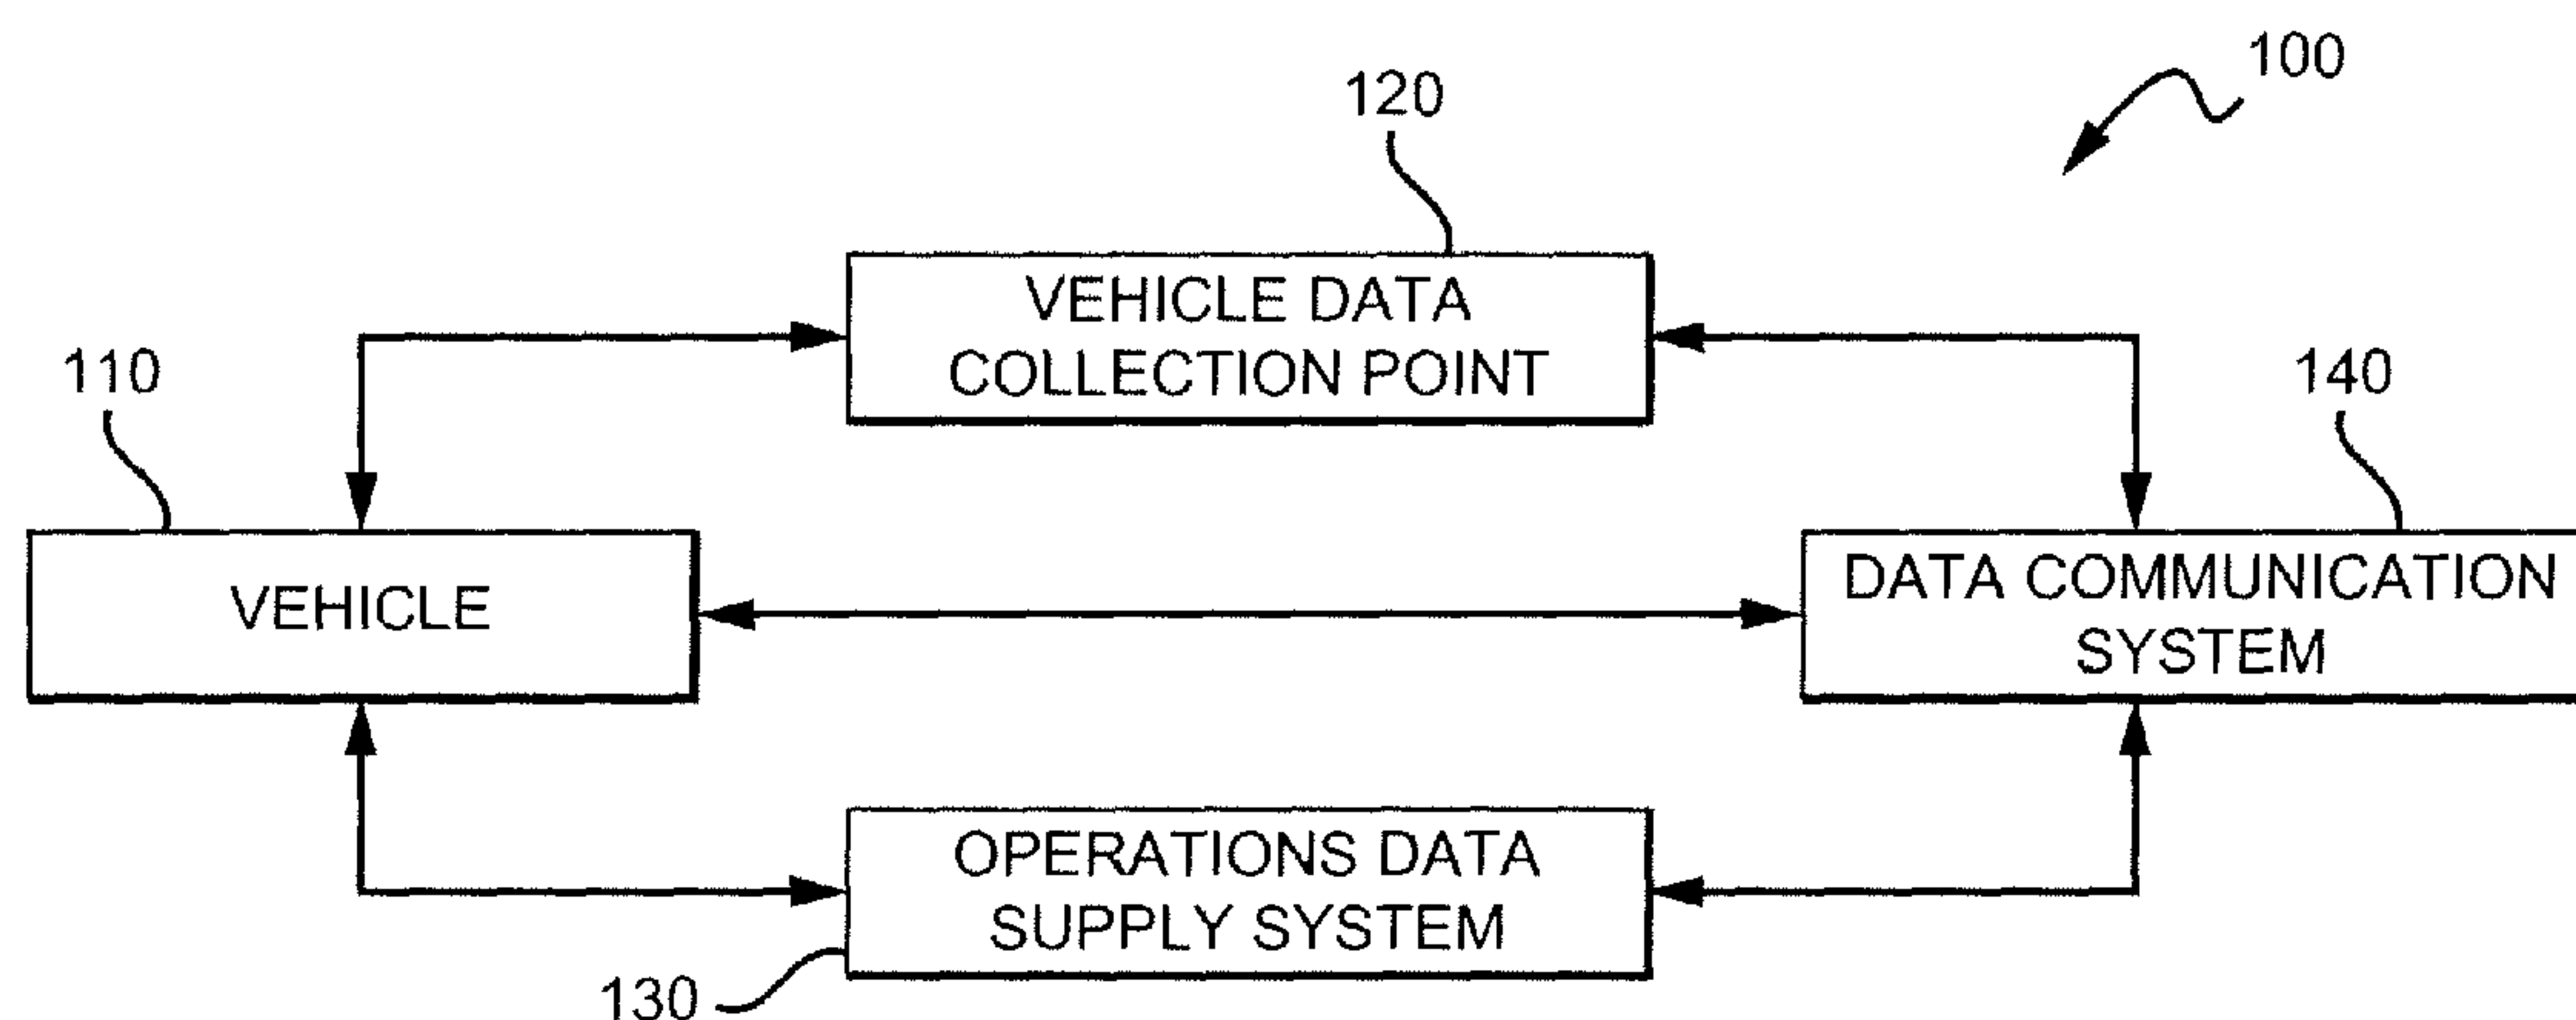 100
120
VEHICLE DATA
COLLECTION POINT
110
140
VEHICLE
DATA COMMUNICATION
SYSTEM
OPERATIONS DATA
SUPPLY SYSTEM
130